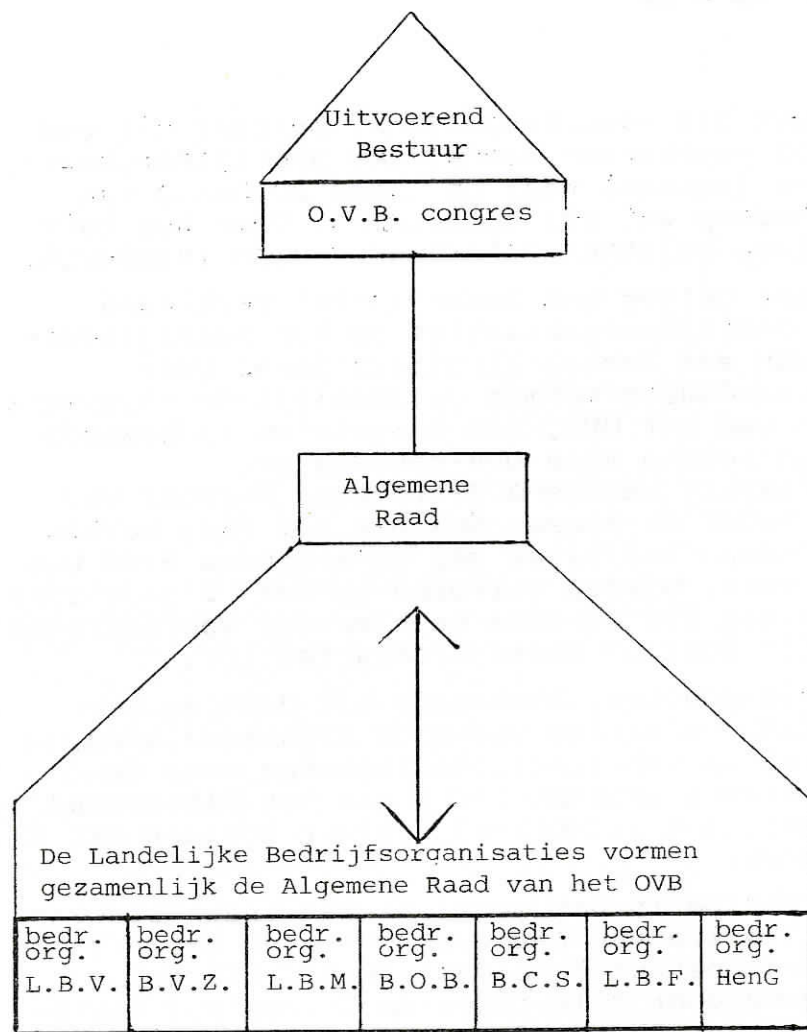 Uitvoerend
Bestuur
O.V.B. congres
Algemene
Raad
De Landelijke Bedrijfsorganisaties vormen
gezamenlijk de Algemene Raad van het OVB
bedr. bedr. bedr. bedr. bedr. bedr. bedr.
org. org. org. org. org. org. org.
L.B.V. B.V.Z. L.B.M. B.O.B. B.C.S. L.B.F. HenG